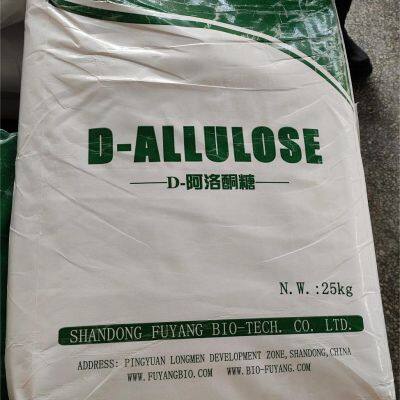 D-ALLULOSE
D-阿洛酮糖
N.W.:25kg
SHANDONG FUYANG BIO-TECH. CO. LTD.
ADDRESS: PINGYUAN LONGMEN DEVELOPMENT ZONE,SHANDONG,CHINA
WWW.FUYANGBIO.COM WWW.BIO-FUYANG.COM